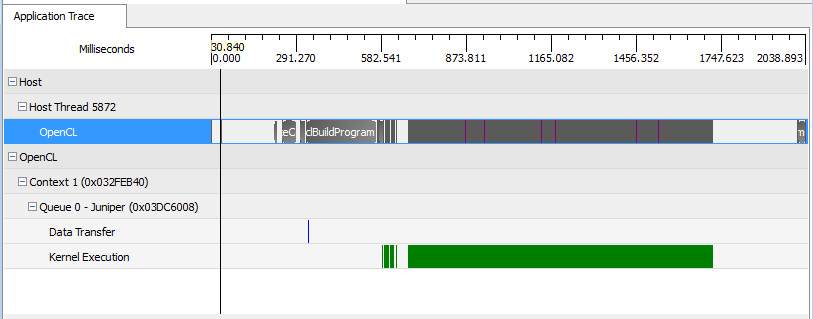 Application Trace
Milliseconds
30.840
0.000 291.270 582.541 873.811 1165.082 1456.352 1747.623 2038.893
Host
Host Thread 5872
OpenCL eC clBuildProgram m
OpenCL
Context 1 (0x032FEB40)
Queue 0 - Juniper (0x03DC6008)
Data Transfer
Kernel Execution